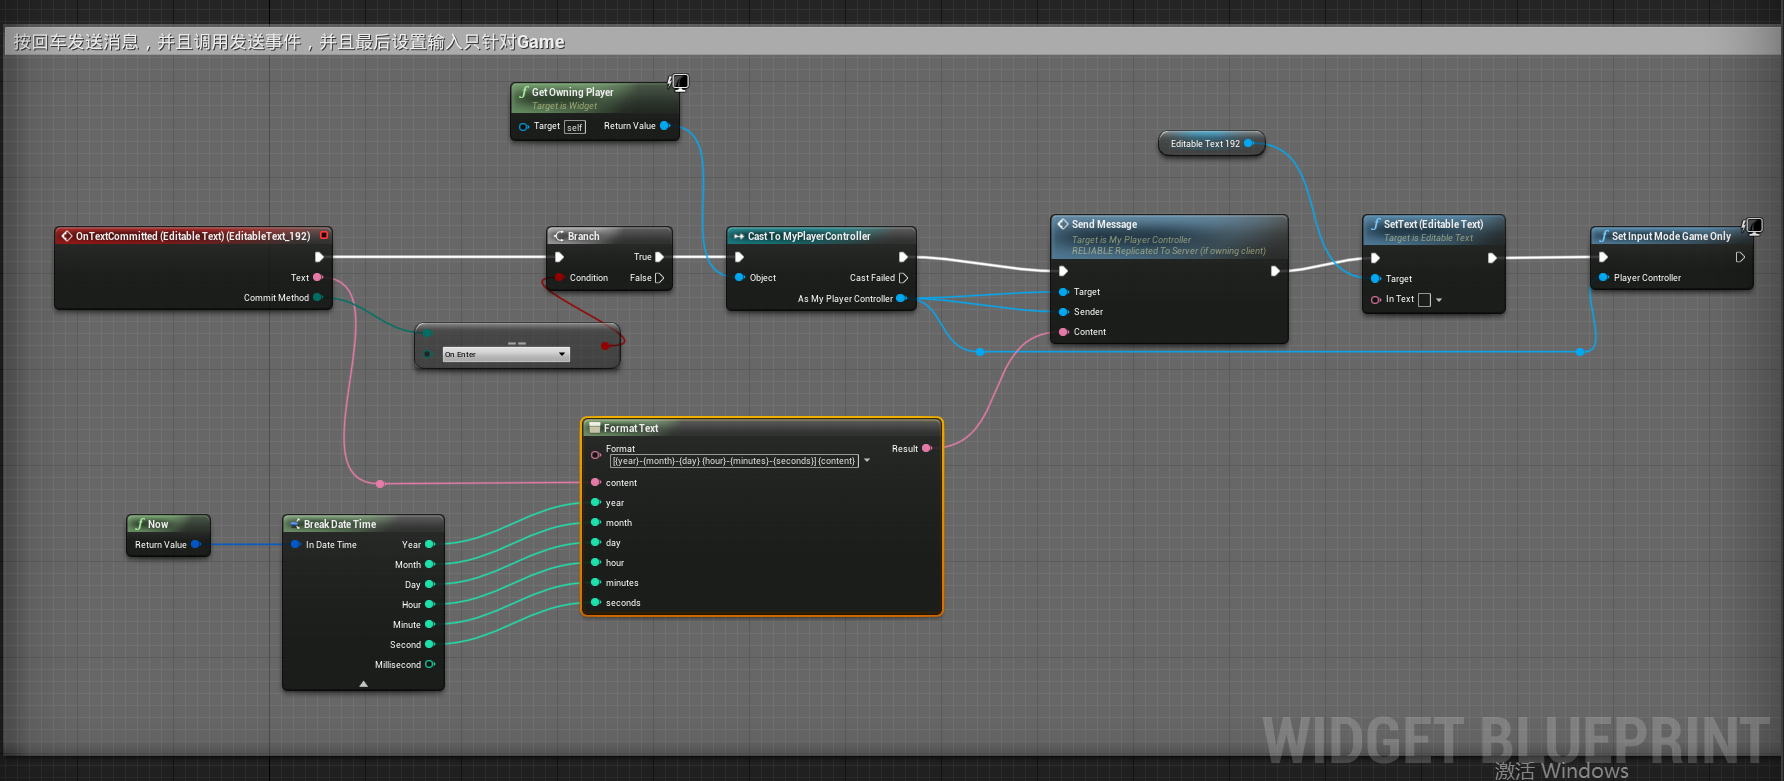 按回车发送消息，并且调用发送事件，并且最后设置输入只针对Game
Get Owning Player
Target is Widget
Target self Return Value
Editable Text 192
OnTextCommitted (Editable Text) (EditableText_192)
Text
Commit Method
Branch
True
Condition False
Cast To MyPlayerController
Object Cast Failed
As My Player Controller
Send Message
Target is My Player Controller
RELIABLE Replicated To Server (if owning client)
Target
Sender
Content
SetText (Editable Text)
Target is Editable Text
Target
In Text
Set Input Mode Game Only
Player Controller
==
On Enter
Format Text
Format Result
[{year}-{month}-{day} {hour}-{minutes}-{seconds}] {content}
content
year
month
day
hour
minutes
seconds
Now
Return Value
Break Date Time
In Date Time Year
Month
Day
Hour
Minute
Second
Millisecond
WIDGET BLUEPRINT
激活 Windows